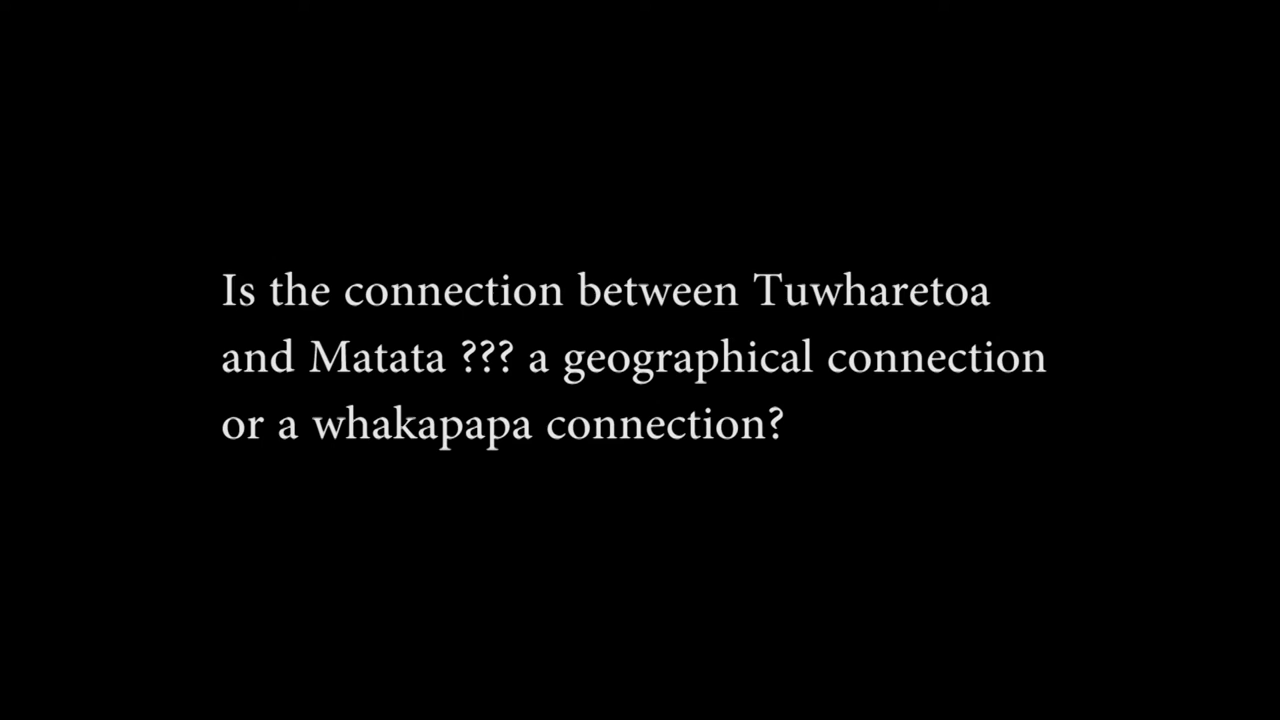 Is the connection between Tuwharetoa
and Matata ??? a geographical connection
or a whakapapa connection?